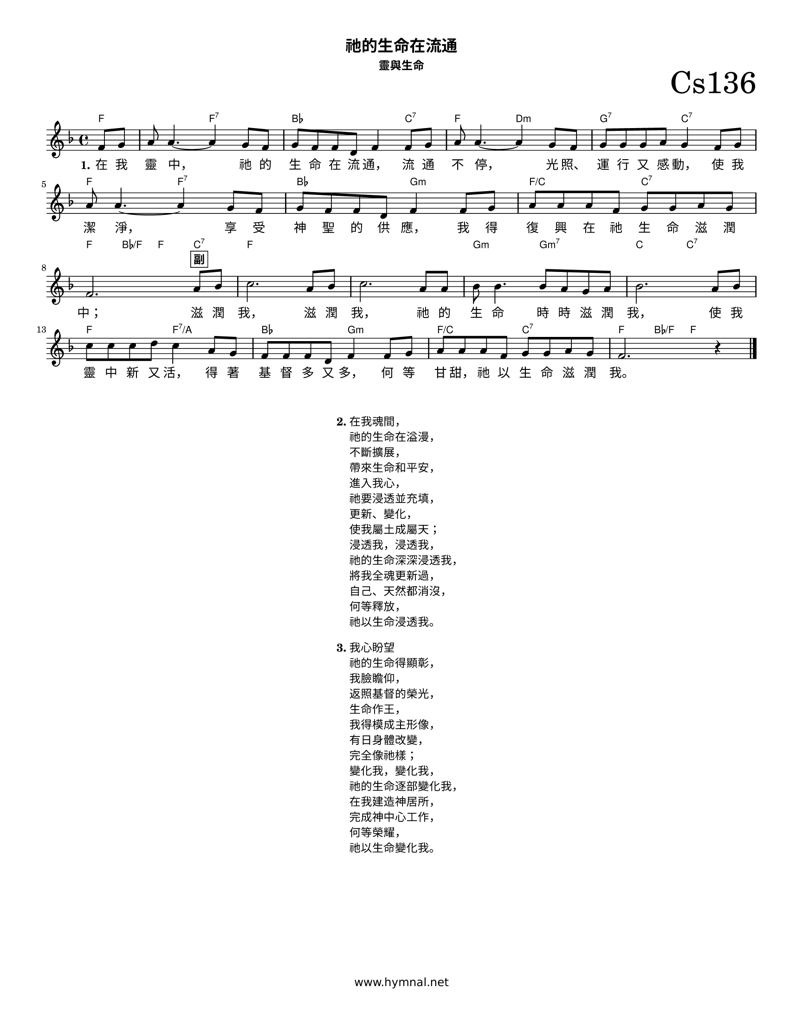 祂的生命在流通
靈與生命
Cs136
F F7 B♭ C7 F Dm G7 C7
1. 在 我 靈 中， 祂 的 生 命 在 流 通， 流 通 不 停， 光 照、 運 行 又 感 動， 使 我
5 F F7 B♭ Gm F/C C7
潔 淨， 享 受 神 聖 的 供 應， 我 得 復 興 在 祂 生 命 滋 潤
F B♭/F F C7 F Gm Gm7 C C7
副
8
中； 滋 潤 我， 滋 潤 我， 祂 的 生 命 時 時 滋 潤 我， 使 我
13 F F7/A B♭ Gm F/C C7 F B♭/F F
靈 中 新 又 活， 得 著 基 督 多 又 多， 何 等 甘 甜，祂 以 生 命 滋 潤 我。
2. 在我魂間，
祂的生命在溢漫，
不斷擴展，
帶來生命和平安，
進入我心，
祂要浸透並充填，
更新、變化，
使我屬土成屬天；
浸透我，浸透我，
祂的生命深深浸透我，
將我全魂更新過，
自己、天然都消沒，
何等釋放，
祂以生命浸透我。
3. 我心盼望
祂的生命得顯彰，
我臉瞻仰，
返照基督的榮光，
生命作王，
我得模成主形像，
有日身體改變，
完全像祂樣；
變化我，變化我，
祂的生命逐部變化我，
在我建造神居所，
完成神中心工作，
何等榮耀，
祂以生命變化我。
www.hymnal.net